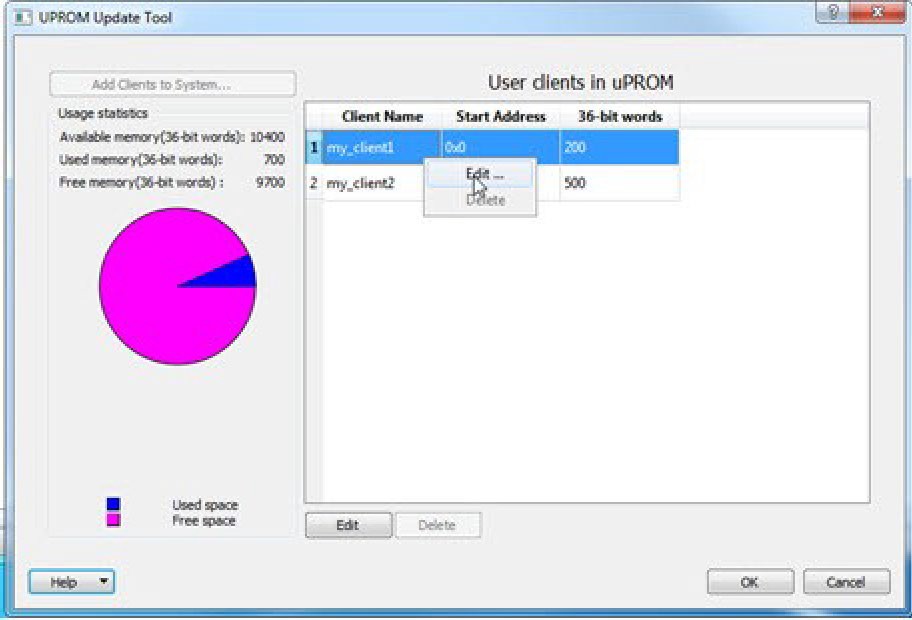 UPROM Update Tool
Add Clients to System...
Usage statistics
Available memory(36-bit words): 10400
Used memory(36-bit words): 700
Free memory(36-bit words) : 9700
Used space
Free space
User clients in uPROM
Client Name Start Address 36-bit words
1 my_client1 0x0 200
2 my_client2 500
Edit ...
Delete
Edit Delete
Help OK Cancel